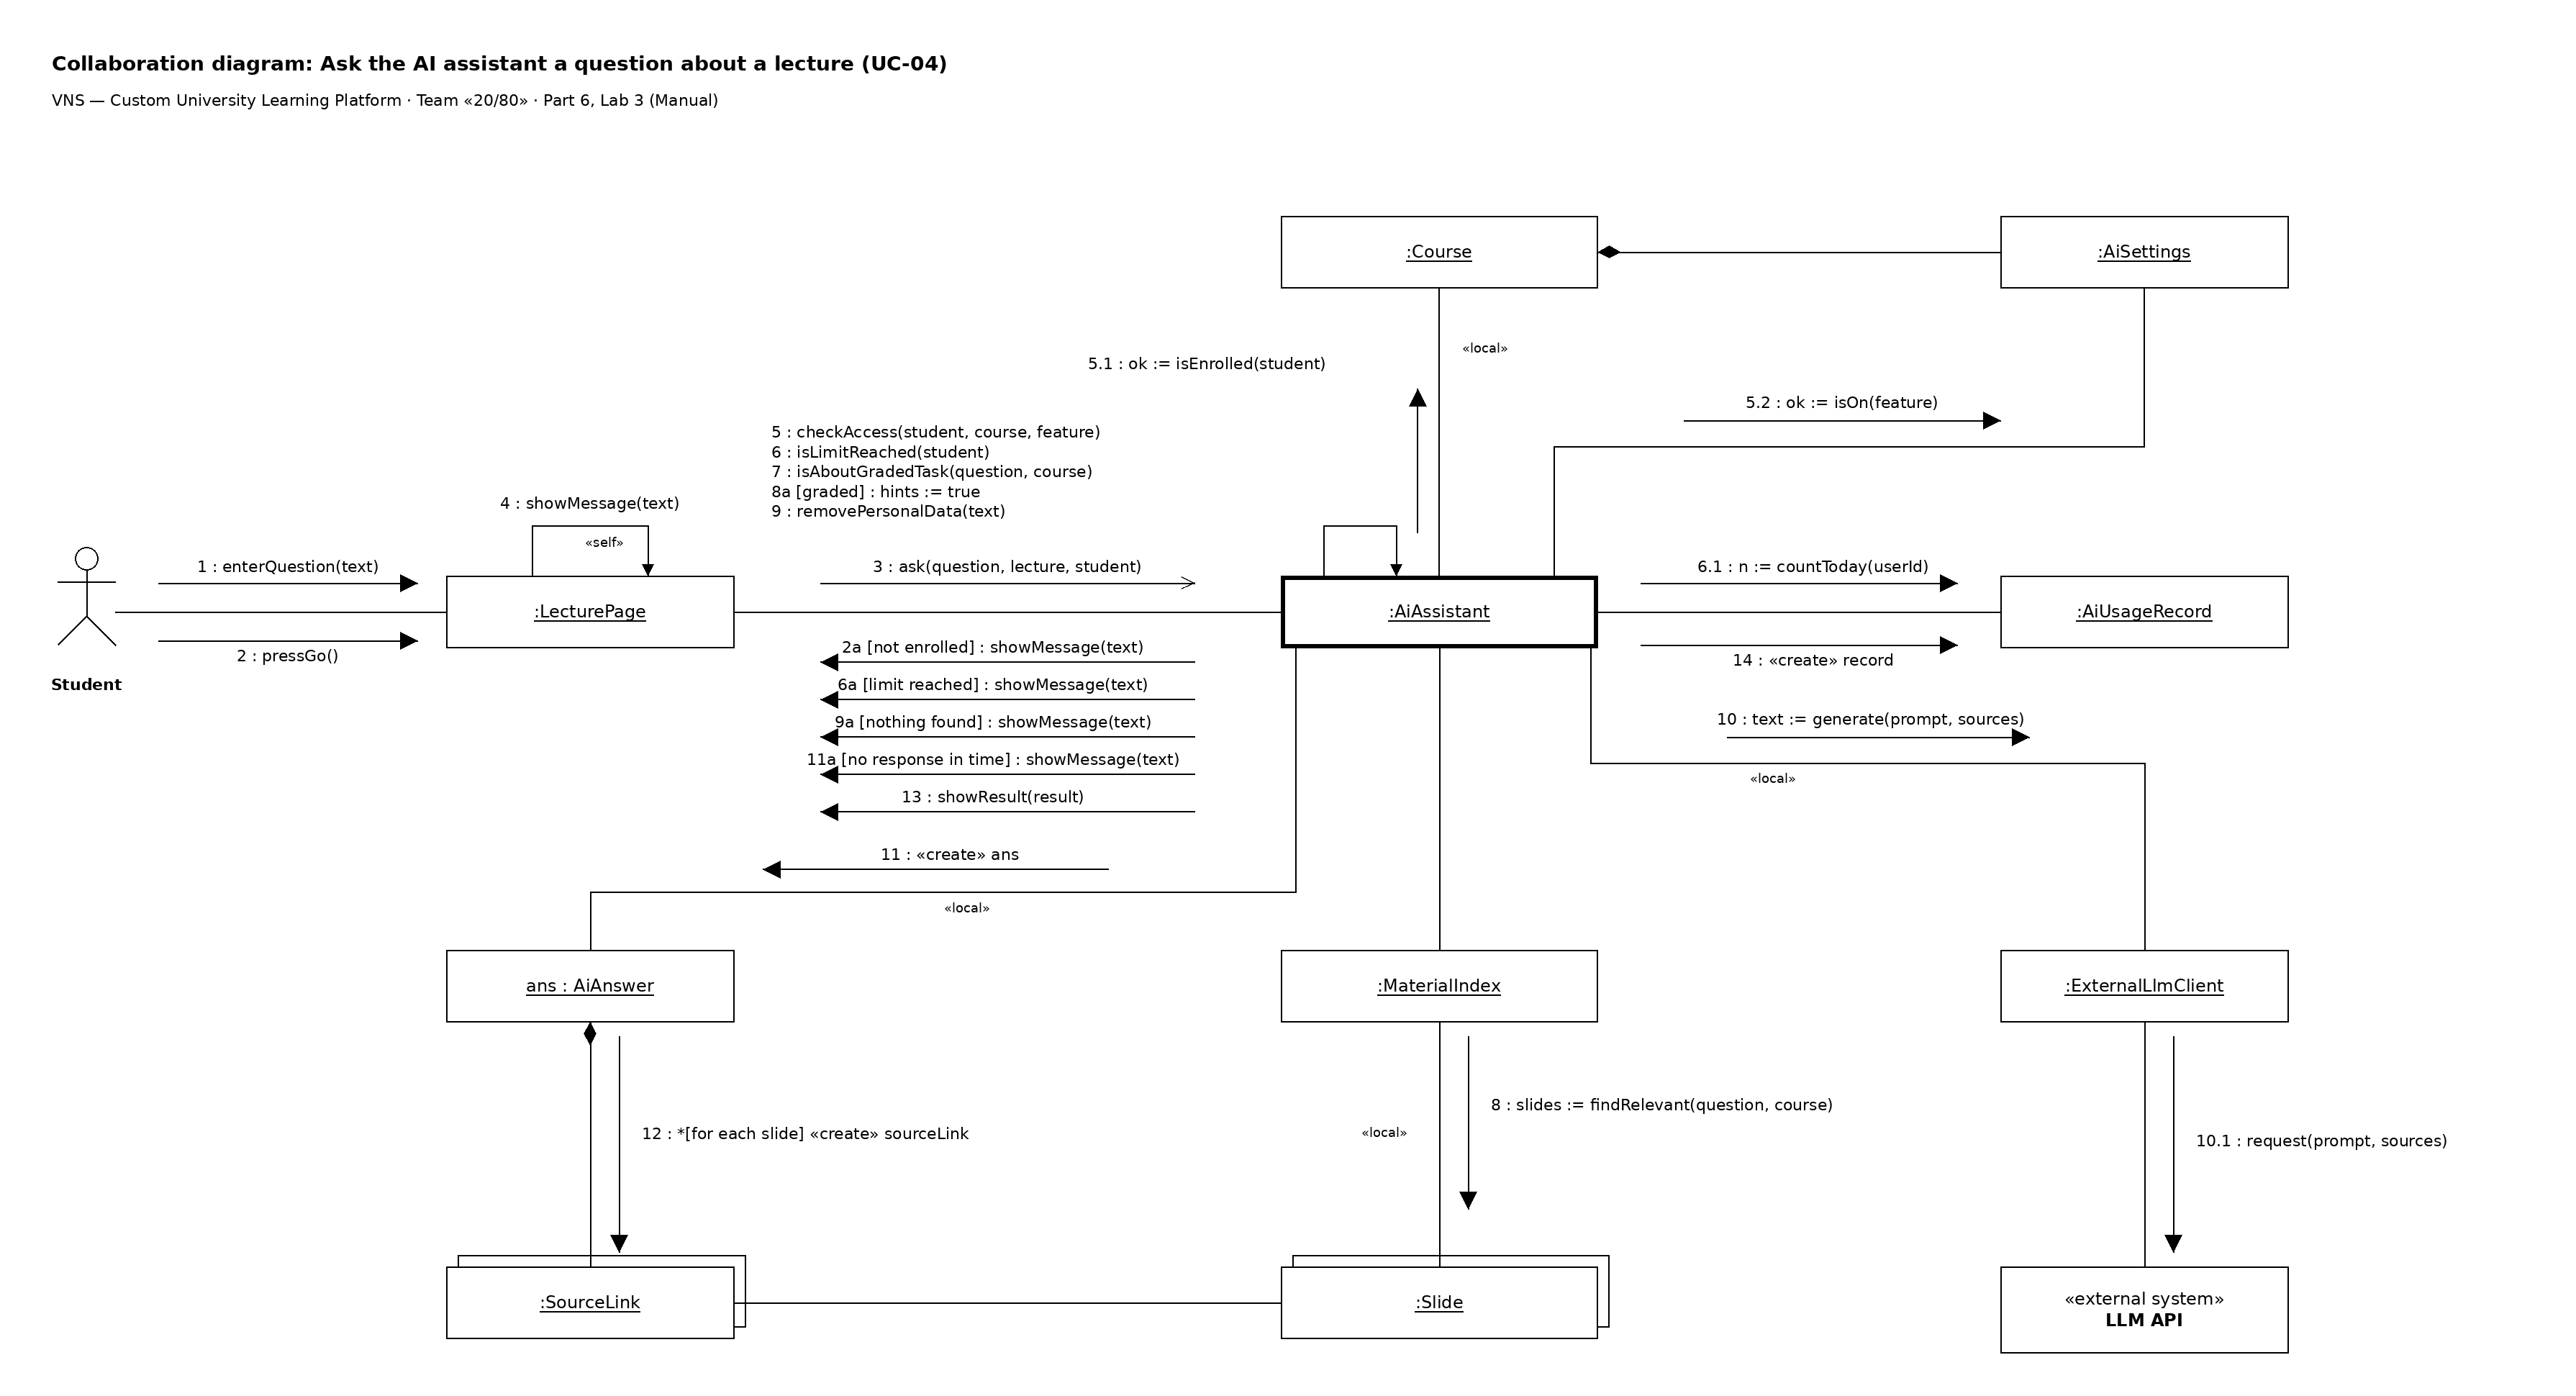 Collaboration diagram: Ask the AI assistant a question about a lecture (UC-04)
VNS — Custom University Learning Platform · Team «20/80» · Part 6, Lab 3 (Manual)
:Course
:AiSettings
«local»
5.1 : ok := isEnrolled(student)
5.2 : ok := isOn(feature)
5 : checkAccess(student, course, feature)
6 : isLimitReached(student)
7 : isAboutGradedTask(question, course)
8a [graded] : hints := true
9 : removePersonalData(text)
4 : showMessage(text)
«self»
1 : enterQuestion(text)
3 : ask(question, lecture, student)
6.1 : n := countToday(userId)
:LecturePage
:AiAssistant
:AiUsageRecord
2 : pressGo()
Student
2a [not enrolled] : showMessage(text)
14 : «create» record
6a [limit reached] : showMessage(text)
9a [nothing found] : showMessage(text)
10 : text := generate(prompt, sources)
11a [no response in time] : showMessage(text)
«local»
13 : showResult(result)
11 : «create» ans
«local»
ans : AiAnswer
:MaterialIndex
:ExternalLlmClient
8 : slides := findRelevant(question, course)
12 : *[for each slide] «create» sourceLink
«local»
10.1 : request(prompt, sources)
:SourceLink
:Slide
«external system»
LLM API